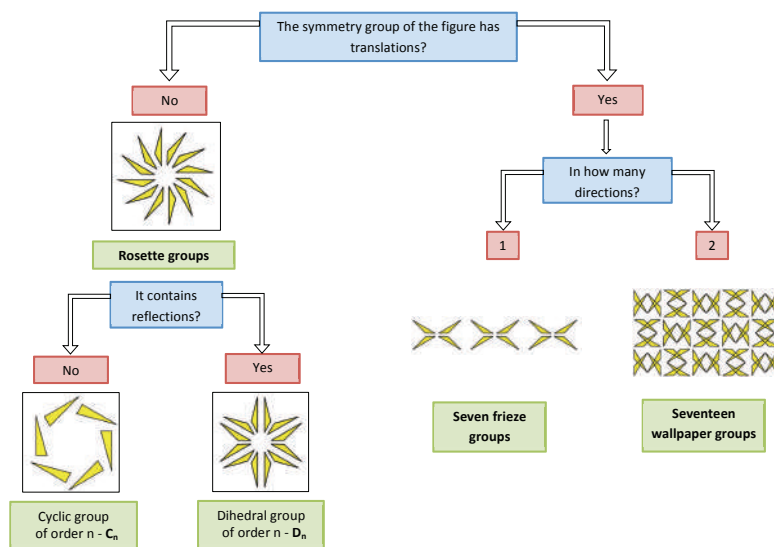 The symmetry group of the figure has
translations?
No
Yes
In how many
directions?
1
2
Rosette groups
It contains
reflections?
No
Yes
Seven frieze
groups
Seventeen
wallpaper groups
Cyclic group
of order n - Cₙ
Dihedral group
of order n - Dₙ